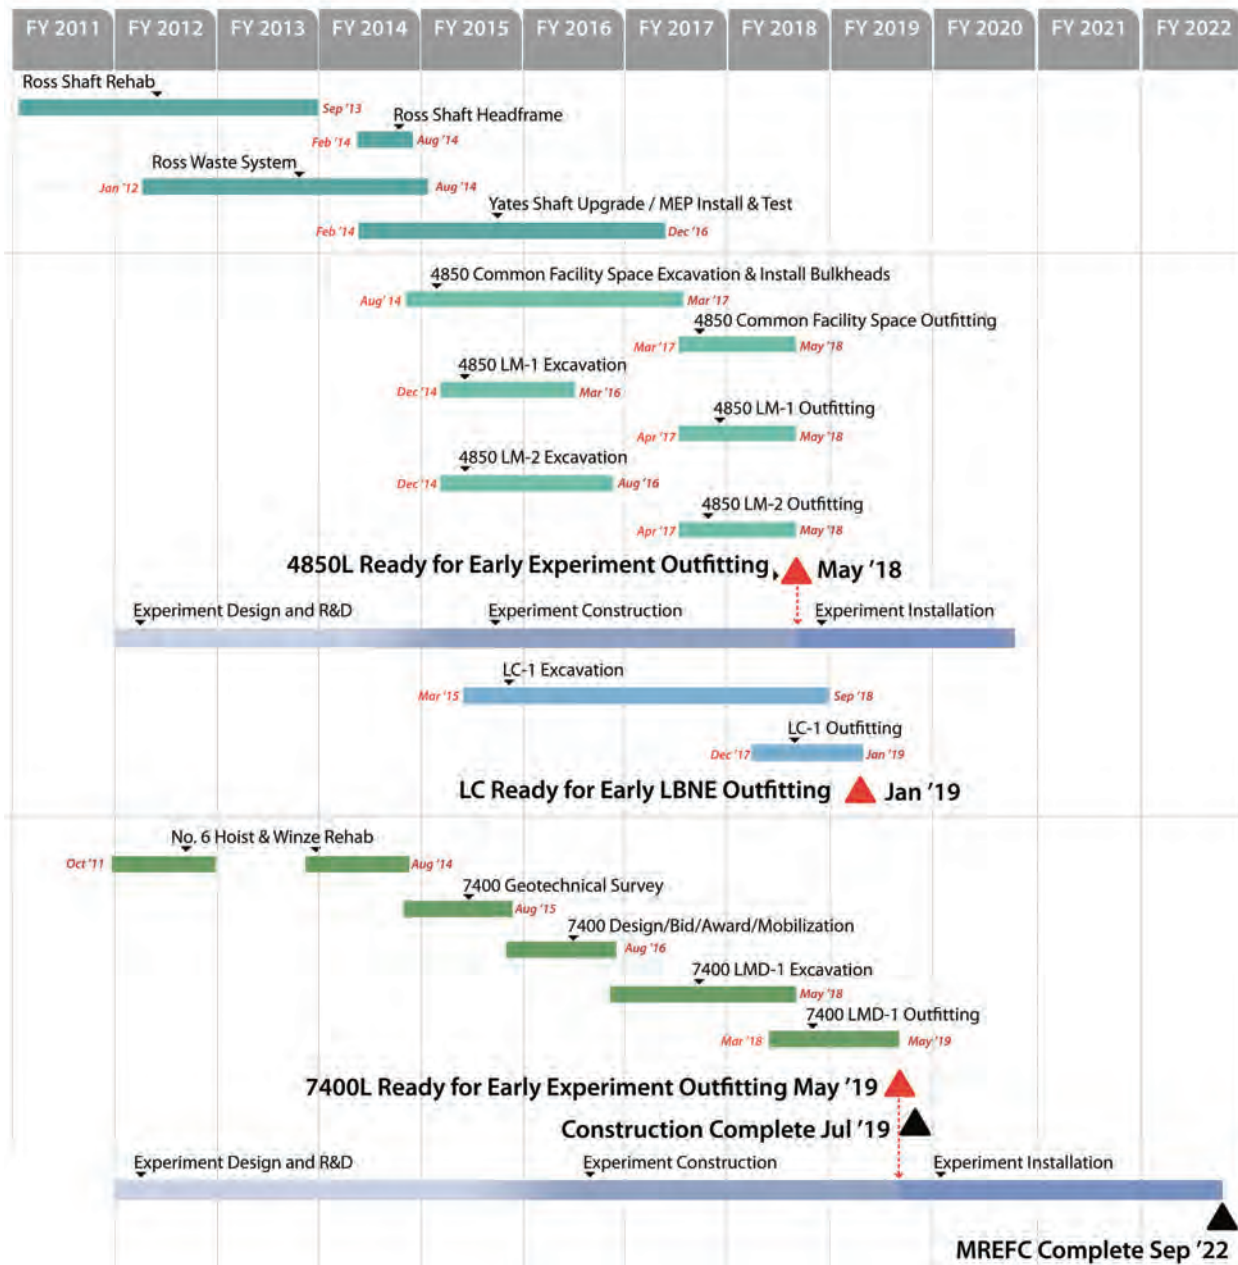 FY 2011 FY 2012 FY 2013 FY 2014 FY 2015 FY 2016 FY 2017 FY 2018 FY 2019 FY 2020 FY 2021 FY 2022
Ross Shaft Rehab
Sep '13
Ross Shaft Headframe
Feb '14 Aug '14
Ross Waste System
Jan '12 Aug '14
Yates Shaft Upgrade / MEP Install & Test
Feb '14 Dec '16
4850 Common Facility Space Excavation & Install Bulkheads
Aug' 14 Mar '17
4850 Common Facility Space Outfitting
Mar '17 May '18
4850 LM-1 Excavation
Dec '14 Mar '16
4850 LM-1 Outfitting
Apr '17 May '18
4850 LM-2 Excavation
Dec '14 Aug '16
4850 LM-2 Outfitting
Apr '17 May '18
4850L Ready for Early Experiment Outfitting May '18
Experiment Design and R&D Experiment Construction Experiment Installation
LC-1 Excavation
Mar '15 Sep '18
LC-1 Outfitting
Dec '17 Jan '19
LC Ready for Early LBNE Outfitting Jan '19
No. 6 Hoist & Winze Rehab
Oct '11 Aug '14
7400 Geotechnical Survey
Aug '15
7400 Design/Bid/Award/Mobilization
Aug '16
7400 LMD-1 Excavation
May '18
7400 LMD-1 Outfitting
Mar '18 May '19
7400L Ready for Early Experiment Outfitting May '19
Construction Complete Jul '19
Experiment Design and R&D Experiment Construction Experiment Installation
MREFC Complete Sep '22